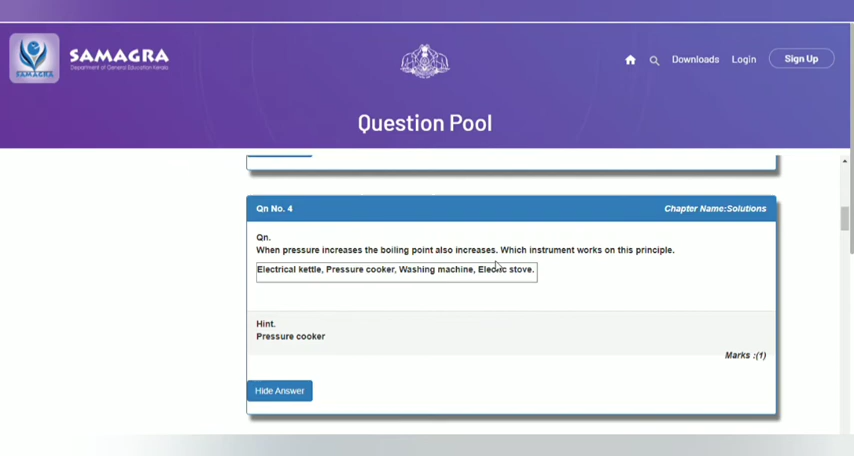 SAMAGRA
Department of General Education Kerala
SAMAGRA
Downloads
Login
Sign Up
Question Pool
Qn No. 4
Chapter Name:Solutions
Qn.
When pressure increases the boiling point also increases. Which instrument works on this principle.
Electrical kettle, Pressure cooker, Washing machine, Electric stove.
Hint.
Pressure cooker
Marks :(1)
Hide Answer